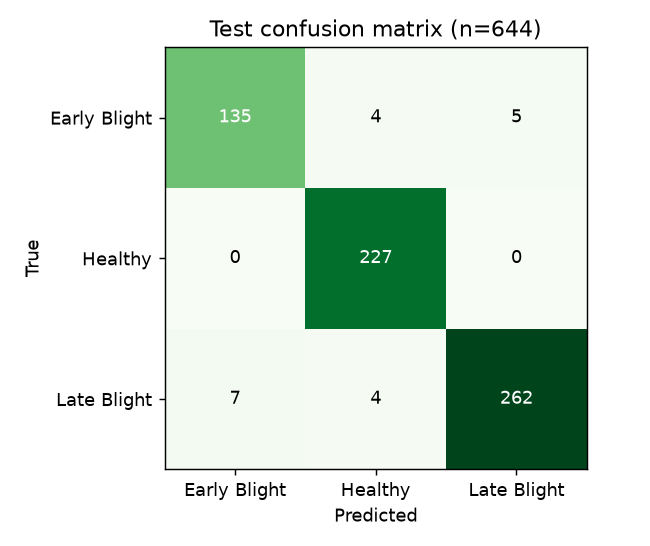 Test confusion matrix (n=644)
Early Blight 135 4 5
Healthy 0 227 0
Late Blight 7 4 262
True
Early Blight Healthy Late Blight
Predicted